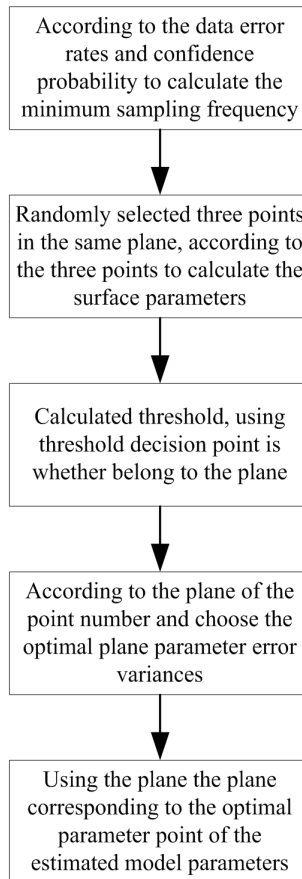 According to the data error
rates and confidence
probability to calculate the
minimum sampling frequency
Randomly selected three points
in the same plane, according to
the three points to calculate the
surface parameters
Calculated threshold, using
threshold decision point is
whether belong to the plane
According to the plane of the
point number and choose the
optimal plane parameter error
variances
Using the plane the plane
corresponding to the optimal
parameter point of the
estimated model parameters